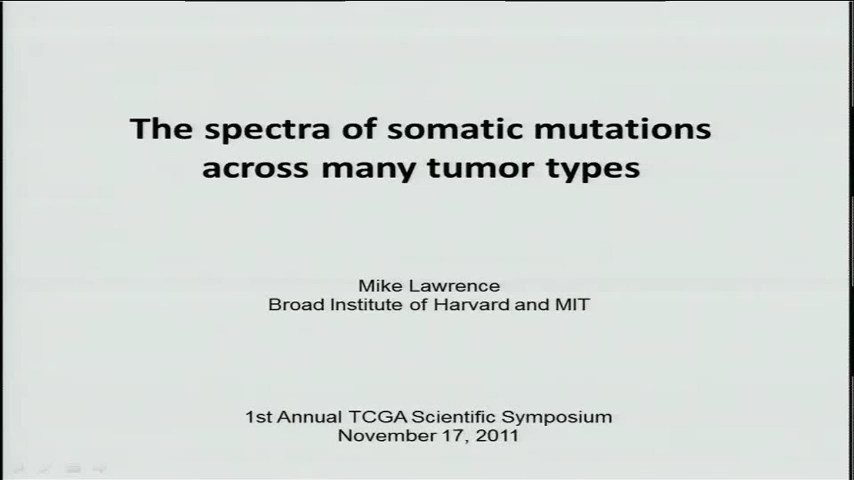 The spectra of somatic mutations
across many tumor types
Mike Lawrence
Broad Institute of Harvard and MIT
1st Annual TCGA Scientific Symposium
November 17, 2011